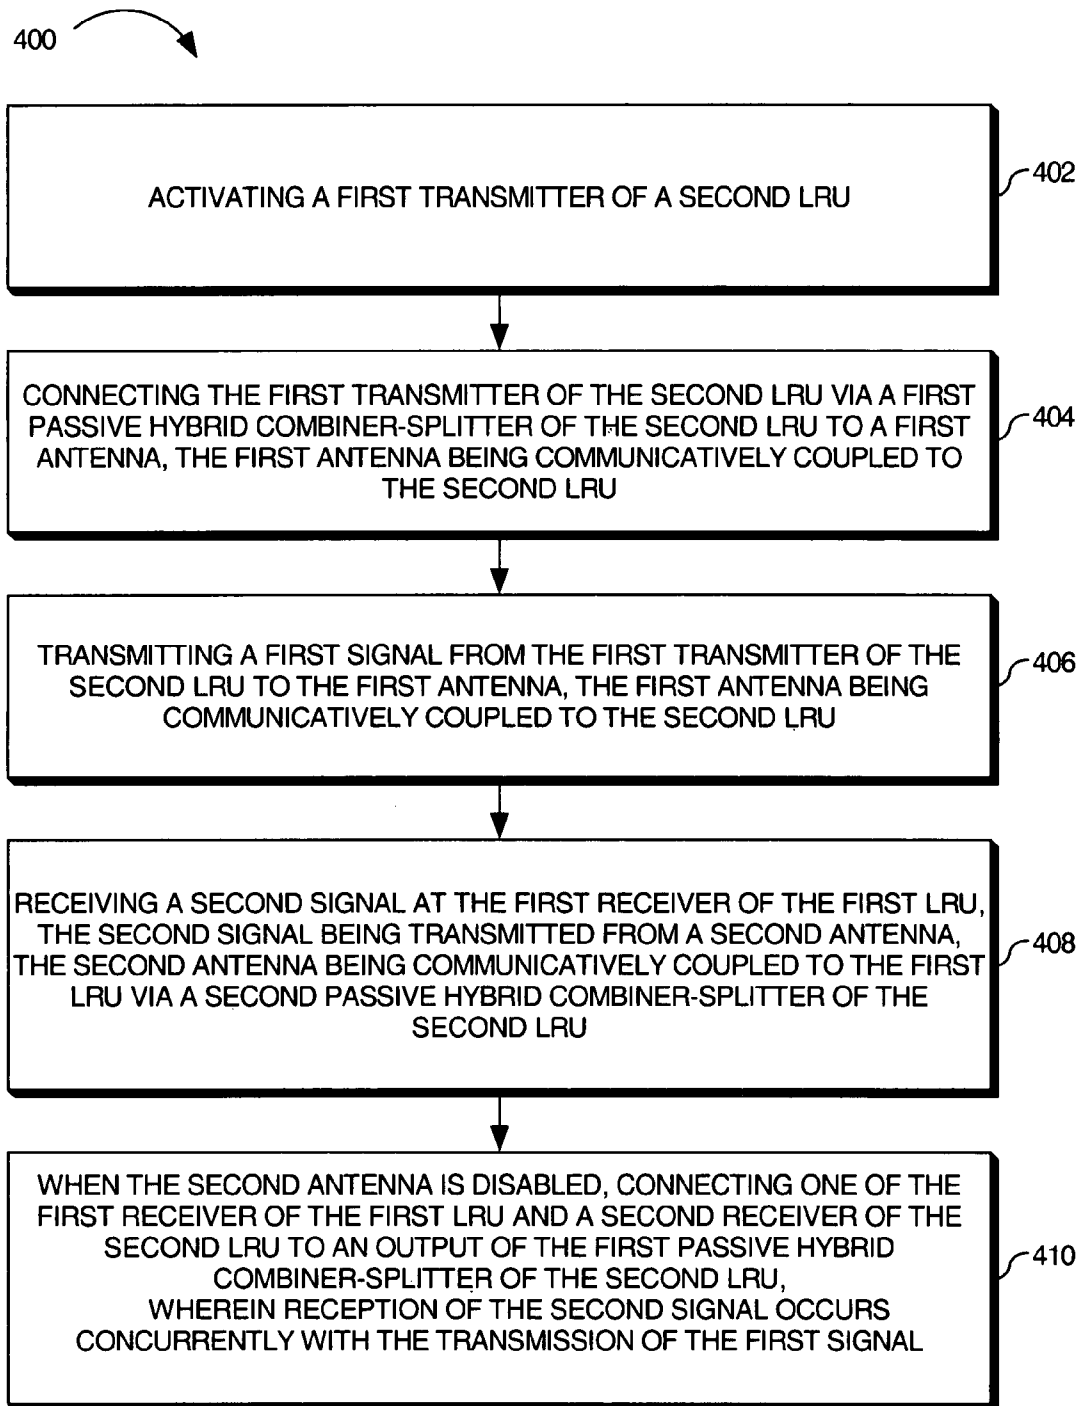 400
ACTIVATING A FIRST TRANSMITTER OF A SECOND LRU
402
CONNECTING THE FIRST TRANSMITTER OF THE SECOND LRU VIA A FIRST
PASSIVE HYBRID COMBINER-SPLITTER OF THE SECOND LRU TO A FIRST
ANTENNA, THE FIRST ANTENNA BEING COMMUNICATIVELY COUPLED TO
THE SECOND LRU
404
TRANSMITTING A FIRST SIGNAL FROM THE FIRST TRANSMITTER OF THE
SECOND LRU TO THE FIRST ANTENNA, THE FIRST ANTENNA BEING
COMMUNICATIVELY COUPLED TO THE SECOND LRU
406
RECEIVING A SECOND SIGNAL AT THE FIRST RECEIVER OF THE FIRST LRU,
THE SECOND SIGNAL BEING TRANSMITTED FROM A SECOND ANTENNA,
THE SECOND ANTENNA BEING COMMUNICATIVELY COUPLED TO THE FIRST
LRU VIA A SECOND PASSIVE HYBRID COMBINER-SPLITTER OF THE
SECOND LRU
408
WHEN THE SECOND ANTENNA IS DISABLED, CONNECTING ONE OF THE
FIRST RECEIVER OF THE FIRST LRU AND A SECOND RECEIVER OF THE
SECOND LRU TO AN OUTPUT OF THE FIRST PASSIVE HYBRID
COMBINER-SPLITTER OF THE SECOND LRU,
WHEREIN RECEPTION OF THE SECOND SIGNAL OCCURS
CONCURRENTLY WITH THE TRANSMISSION OF THE FIRST SIGNAL
410